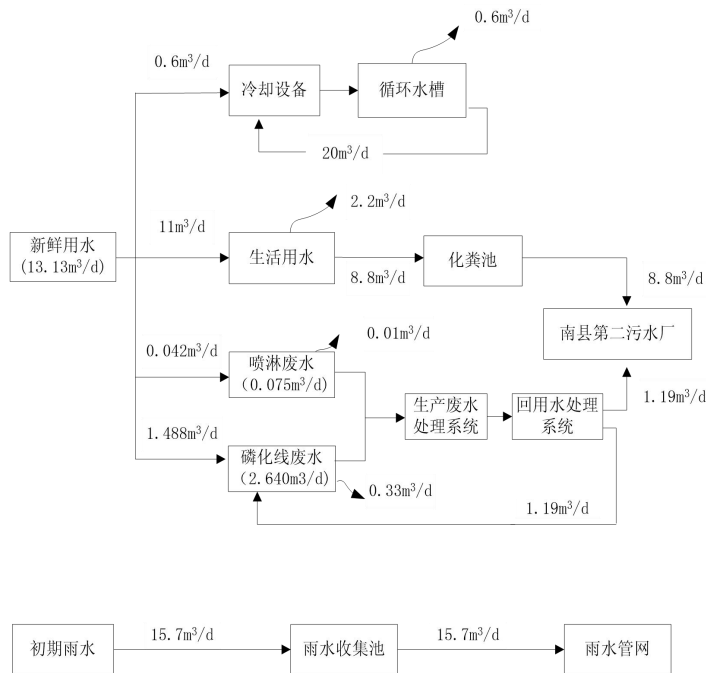 0.6m³/d
0.6m³/d
冷却设备
循环水槽
20m³/d
2.2m³/d
11m³/d
新鲜用水
(13.13m³/d)
生活用水
8.8m³/d
化粪池
8.8m³/d
南县第二污水厂
0.01m³/d
0.042m³/d
喷淋废水
(0.075m³/d)
1.19m³/d
生产废水
处理系统
回用水处理
系统
1.488m³/d
磷化线废水
(2.640m3/d)
0.33m³/d
1.19m³/d
初期雨水
15.7m³/d
雨水收集池
15.7m³/d
雨水管网